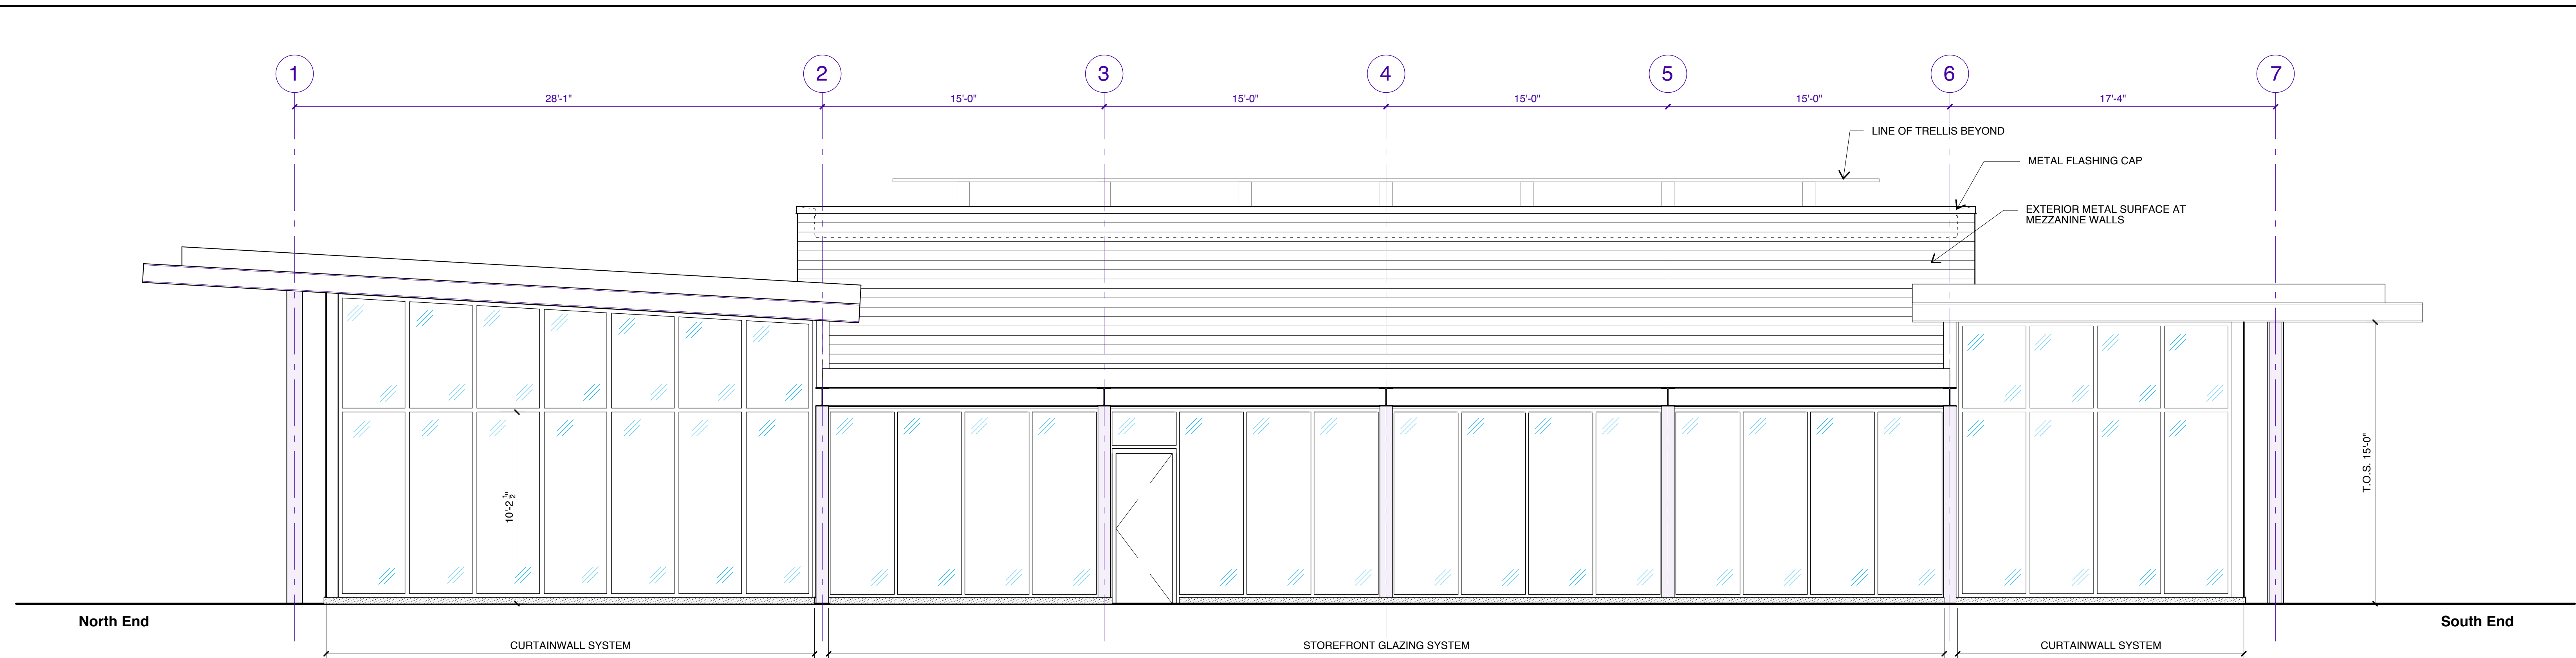 1 2 3 4 5 6 7
28'-1" 15'-0" 15'-0" 15'-0" 15'-0" 17'-4"
LINE OF TRELLIS BEYOND
METAL FLASHING CAP
EXTERIOR METAL SURFACE AT
MEZZANINE WALLS
10'-2 1/2"
T.O.S. 15'-0"
North End
South End
CURTAINWALL SYSTEM
STOREFRONT GLAZING SYSTEM
CURTAINWALL SYSTEM